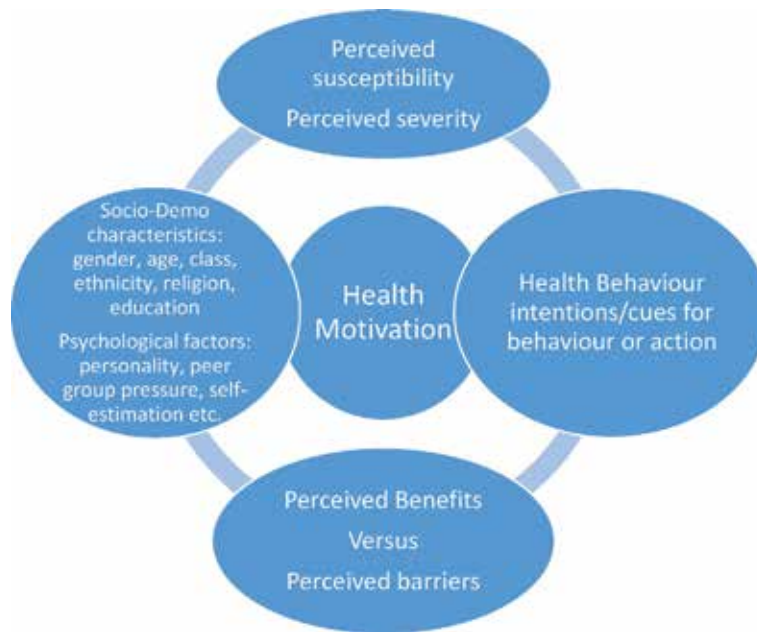 Perceived
susceptibility
Perceived severity
Socio-Demo
characteristics:
gender, age, class,
ethnicity, religion,
education
Psychological factors:
personality, peer
group pressure, self-
estimation etc.
Health
Motivation
Health Behaviour
intentions/cues for
behaviour or action
Perceived Benefits
Versus
Perceived barriers